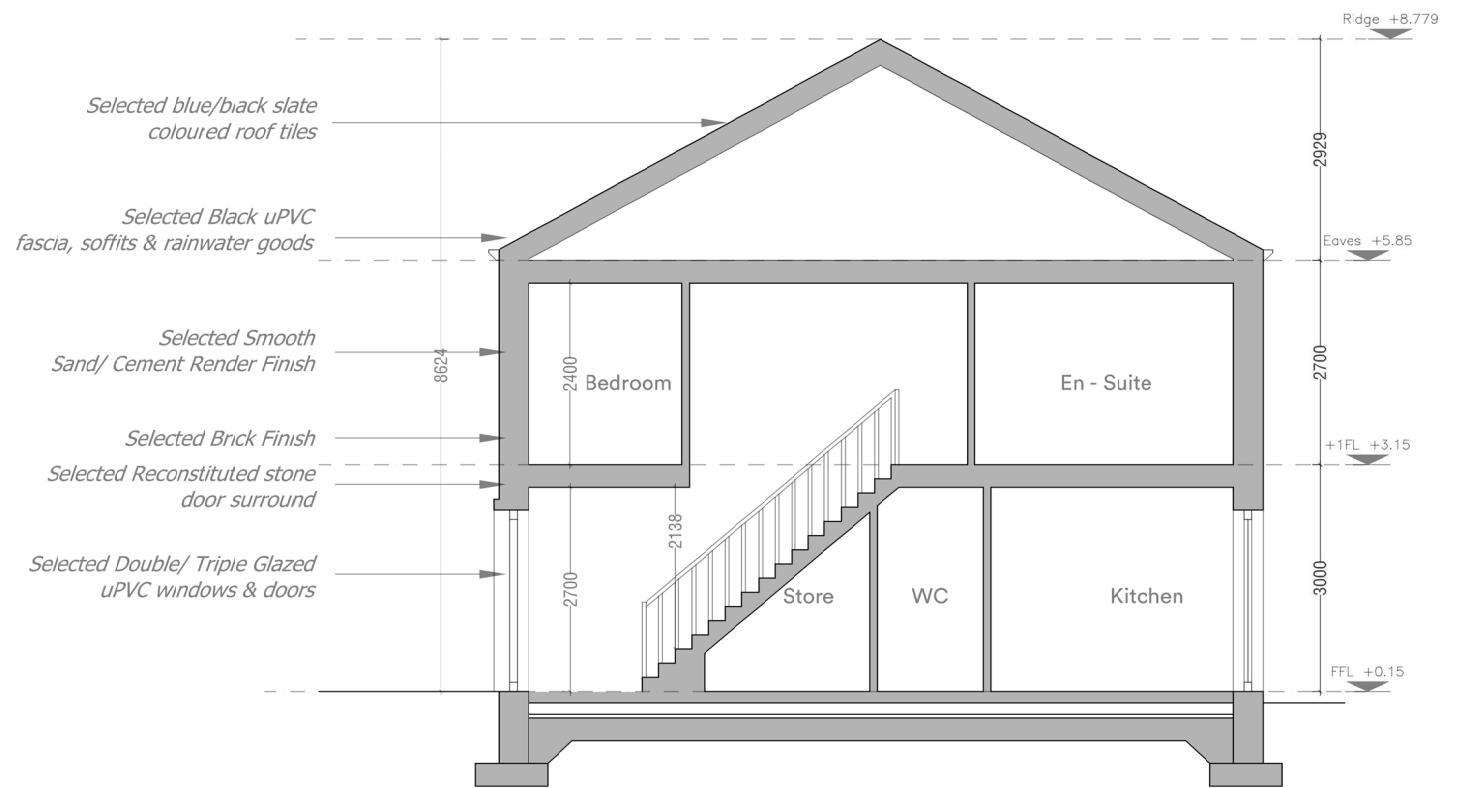 Ridge +8.779
Selected blue/black slate
coloured roof tiles
2929
Selected Black uPVC
fascia, soffits & rainwater goods
Eaves +5.85
Selected Smooth
Sand/ Cement Render Finish
8624
2400
Bedroom
En - Suite
2700
Selected Brick Finish
+1FL +3.15
Selected Reconstituted stone
door surround
2138
Selected Double/ Triple Glazed
uPVC windows & doors
2700
Store
WC
Kitchen
3000
FFL +0.15